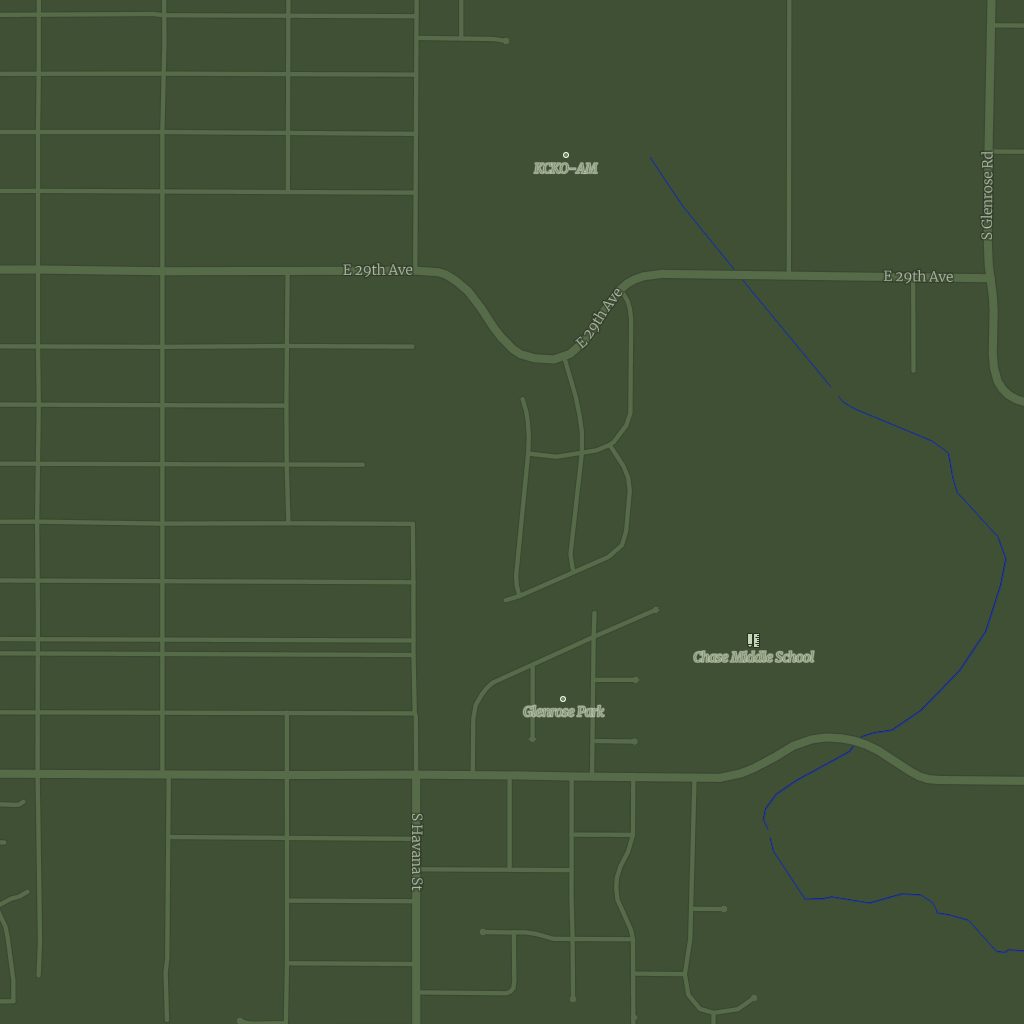 KCKO-AM
S Glenrose Rd
E 29th Ave
E 29th Ave
E 29th Ave
Chase Middle School
Glenrose Park
S Havana St